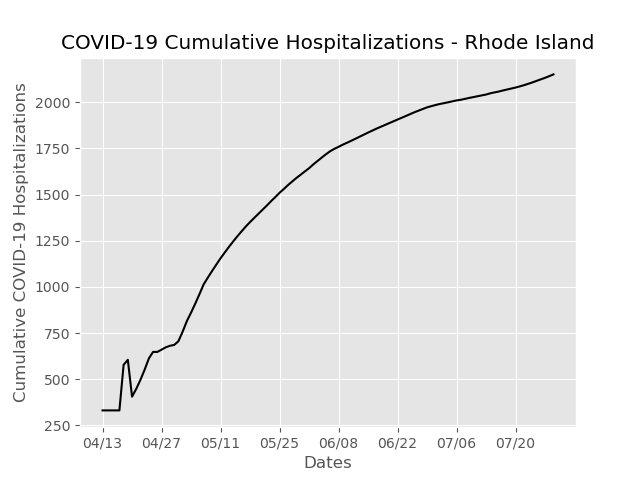 COVID-19 Cumulative Hospitalizations - Rhode Island
Cumulative COVID-19 Hospitalizations
2000
1750
1500
1250
1000
750
500
250
04/13 04/27 05/11 05/25 06/08 06/22 07/06 07/20
Dates